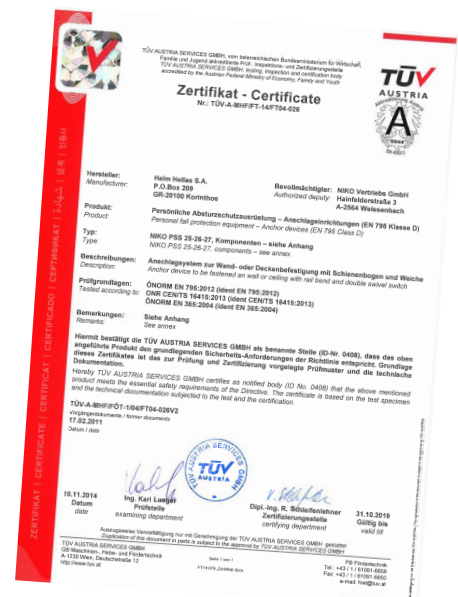 TÜV AUSTRIA SERVICES GMBH, vom österreichischen Bundesministerium für Wirtschaft,
Familie und Jugend akkreditierte Prüf-, Inspektions- und Zertifizierungsstelle
TÜV AUSTRIA SERVICES GMBH, testing, inspection and certification body
accredited by the Austrian Federal Ministry of Economy, Family and Youth
TÜV
AUSTRIA
Zertifikat - Certificate
Nr.: TÜV-A-MHF/FT-14/FT04-026
A
Hersteller:
Manufacturer:
Helm Hellas S.A.
P.O.Box 209
GR-20100 Korinthos
Bevollmächtigter:
Authorized deputy:
NIKO Vertriebs GmbH
Hainfelderstraße 3
A-2564 Weissenbach
Produkt:
Product:
Persönliche Absturzschutzausrüstung – Anschlageinrichtungen (EN 795 Klasse D)
Personal fall protection equipment – Anchor devices (EN 795 Class D)
Typ:
Type:
NIKO PSS 25-26-27, Komponenten – siehe Anhang
NIKO PSS 25-26-27, components – see annex
Beschreibungen:
Description:
Anschlagsystem zur Wand- oder Deckenbefestigung mit Schienenbogen und Weiche
Anchor device to be fastened an wall or ceiling with rail bend and double swivel switch
Prüfgrundlagen:
Tested according to:
ÖNORM EN 795:2012 (ident EN 795:2012)
ONR CEN/TS 16415:2013 (ident CEN/TS 16415:2013)
ÖNORM EN 365:2004 (ident EN 365:2004)
Bemerkungen:
Remarks:
Siehe Anhang
See annex
Hiermit bestätigt die TÜV AUSTRIA SERVICES GMBH als benannte Stelle (ID-Nr. 0408), dass das oben
angeführte Produkt den grundlegenden Sicherheits-Anforderungen der Richtlinie entspricht. Grundlage
dieses Zertifikates ist das zur Prüfung und Zertifizierung vorgelegte Prüfmuster und die technische
Dokumentation.
Hereby TÜV AUSTRIA SERVICES GMBH certifies as notified body (ID No. 0408) that the above mentioned
product meets the essential safety requirements of the Directive. The certificate is based on the test specimen
and the technical documentation subjected to the test and the certification.
TÜV-A-MHF/FÖT-1/04/FT04-026V2
Vorgängerdokumente / former documents
17.02.2011
Datum / date
TÜV AUSTRIA SERVICES GMBH
TÜV
AUSTRIA
10.11.2014
Datum
date
Ing. Karl Lueger
Prüfstelle
examining department
Dipl.-Ing. R. Schleifenlehner
Zertifizierungsstelle
certifying department
31.10.2019
Gültig bis
valid till
Auszugsweise Vervielfältigung nur mit Genehmigung der TÜV AUSTRIA SERVICES GMBH gestattet
Duplication of this document in parts is subject to the approval by TÜV AUSTRIA SERVICES GMBH
TÜV AUSTRIA SERVICES GMBH
GB Maschinen-, Hebe- und Fördertechnik
A-1230 Wien, Deutschstraße 10
http://www.tuv.at
Seite 1 von 1
PB Fördertechnik
Tel.: +43 / 1 / 61091-6669
Fax: +43 / 1 / 61091-6650
ZERTIFIKAT | CERTIFICATE | CERTIFICAT | CERTIFICADO | СЕРТИФИКАТ